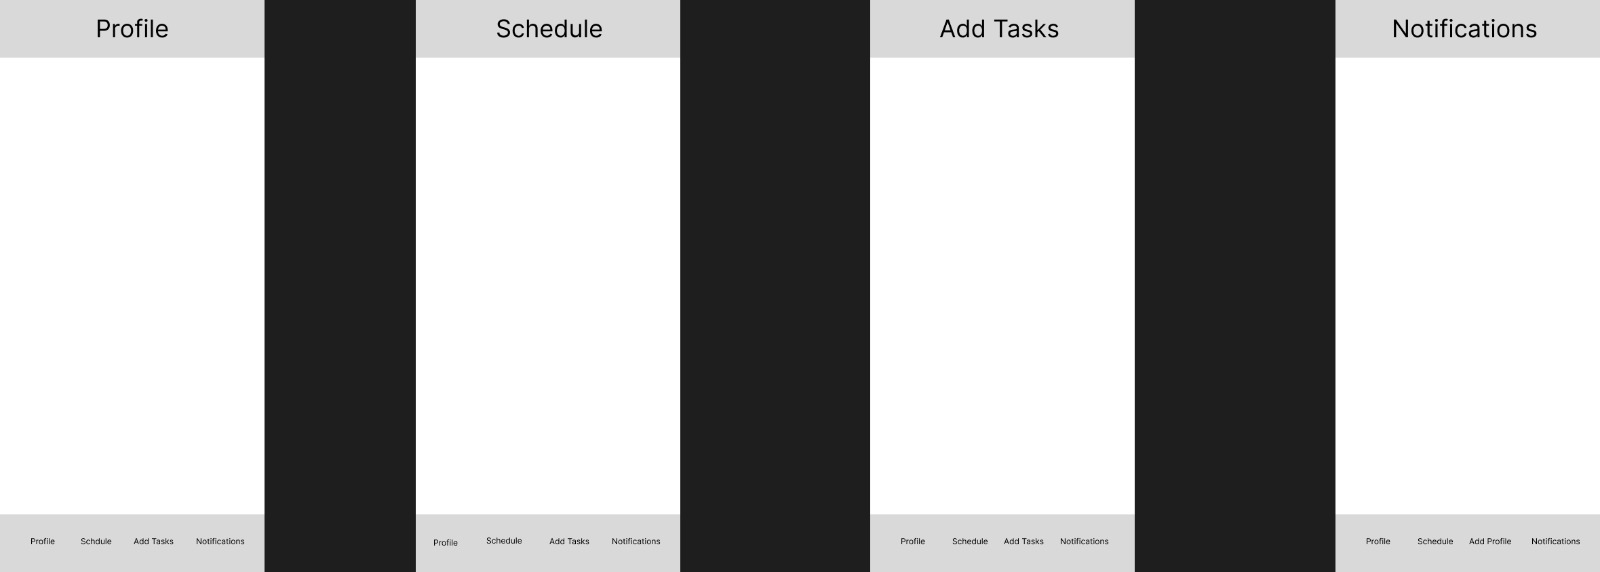 Profile
Schedule
Add Tasks
Notifications
Profile Schdule Add Tasks Notifications
Profile Schedule Add Tasks Notifications
Profile Schedule Add Tasks Notifications
Profile Schedule Add Profile Notifications